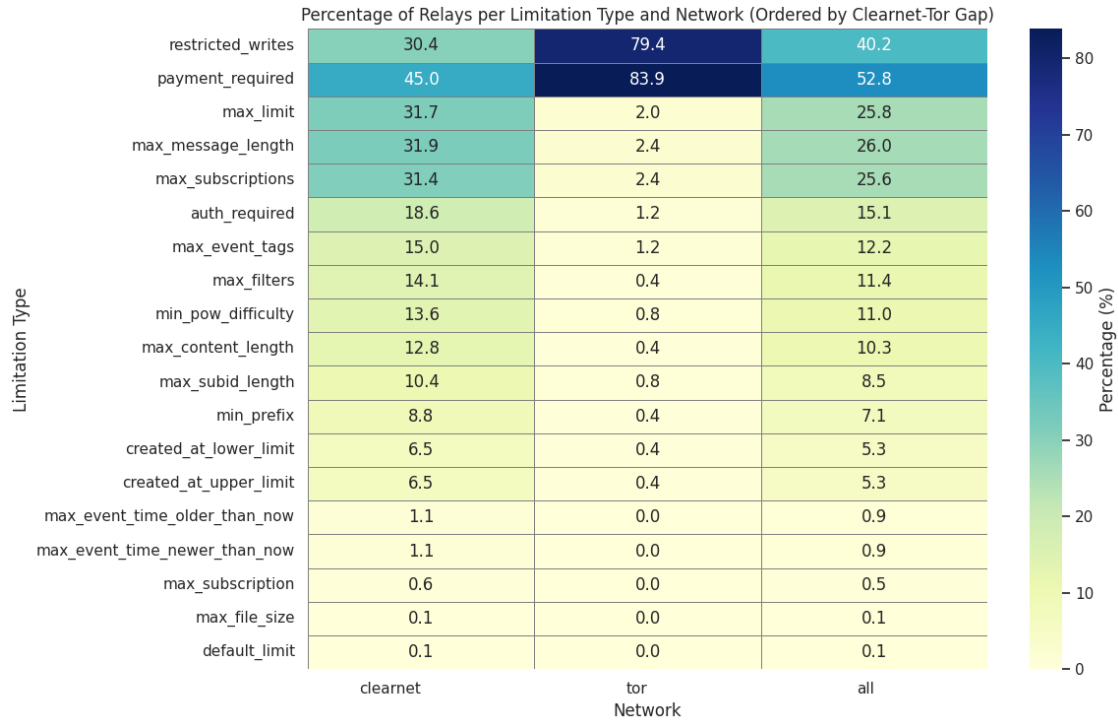 Percentage of Relays per Limitation Type and Network (Ordered by Clearnet-Tor Gap)
restricted_writes 30.4 79.4 40.2
payment_required 45.0 83.9 52.8
max_limit 31.7 2.0 25.8
max_message_length 31.9 2.4 26.0
max_subscriptions 31.4 2.4 25.6
auth_required 18.6 1.2 15.1
max_event_tags 15.0 1.2 12.2
max_filters 14.1 0.4 11.4
min_pow_difficulty 13.6 0.8 11.0
max_content_length 12.8 0.4 10.3
max_subid_length 10.4 0.8 8.5
min_prefix 8.8 0.4 7.1
created_at_lower_limit 6.5 0.4 5.3
created_at_upper_limit 6.5 0.4 5.3
max_event_time_older_than_now 1.1 0.0 0.9
max_event_time_newer_than_now 1.1 0.0 0.9
max_subscription 0.6 0.0 0.5
max_file_size 0.1 0.0 0.1
default_limit 0.1 0.0 0.1
clearnet tor all
Network
Limitation Type
80
70
60
50
40
30
20
10
0
Percentage (%)